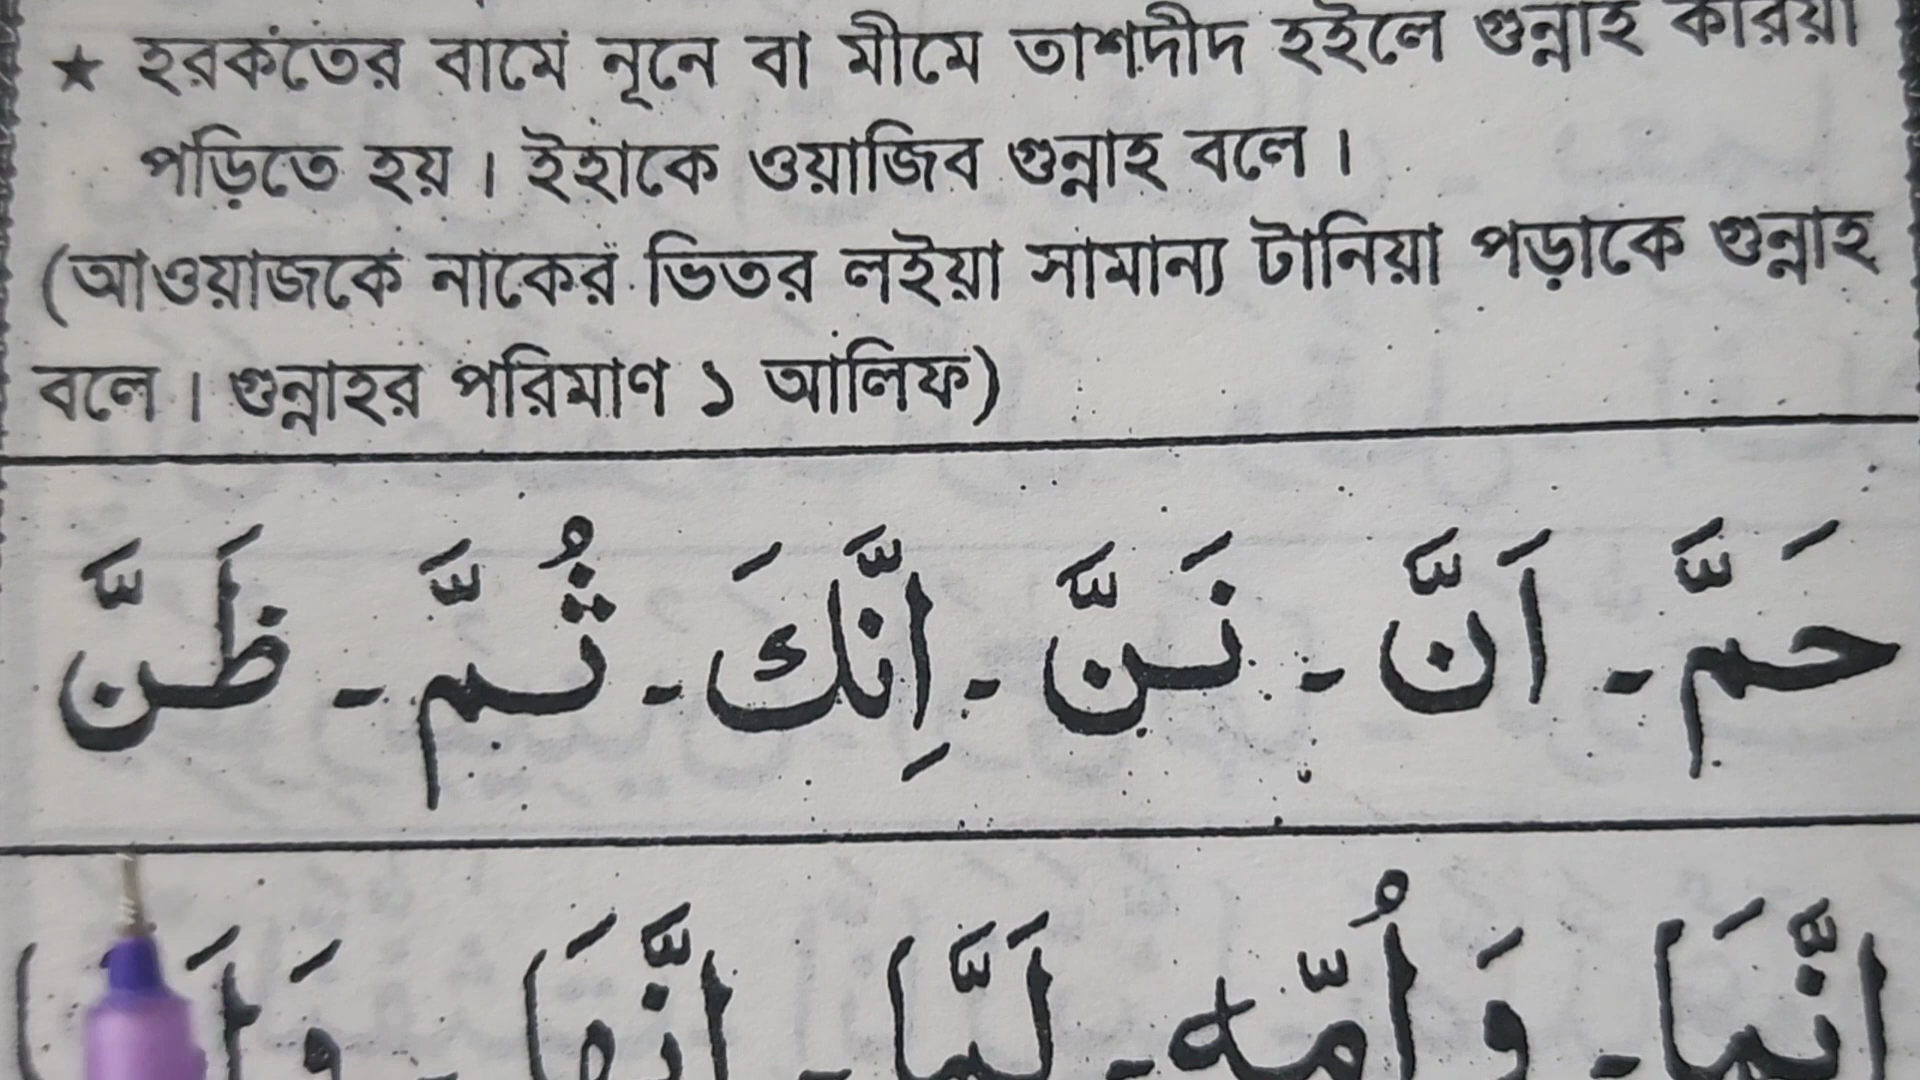 ★ হরকতের বামে নূনে বা মীমে তাশদীদ হইলে গুন্নাহ করিয়া
পড়িতে হয়। ইহাকে ওয়াজিব গুন্নাহ বলে।
(আওয়াজকে নাকের ভিতর লইয়া সামান্য টানিয়া পড়াকে গুন্নাহ
বলে। গুন্নাহর পরিমাণ ১ আলিফ)
حَمَّ - اَنَّ - نَنَّ - اِنَّكَ - ثُمَّ - ظَنَّ
اِنَّمَا - وَ اُمِّهٖ - لَمَّا - اِنَّهَا -